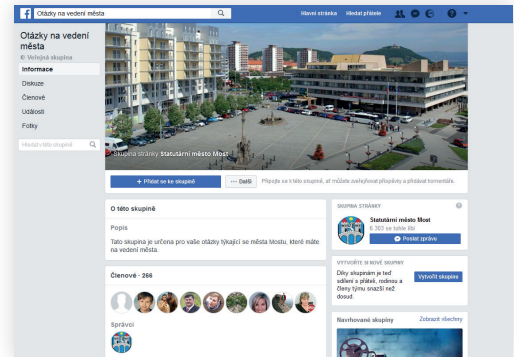 Otázky na vedení města
Hlavní stránka
Hledat přátele
Otázky na vedení
města
Veřejná skupina
Informace
Diskuze
Členové
Události
Fotky
Hledat v této skupině
Skupina stránky Statutární město Most
+ Přidat se ke skupině
••• Další
Připojte se k této skupině, ať můžete zveřejňovat příspěvky a přidávat komentáře.
O této skupině
Popis
Tato skupina je určena pro vaše otázky týkající se města Mostu, které máte
na vedení města.
Členové · 266
Správci
SKUPINA STRÁNKY
Statutární město Most
6 303 se tohle líbí
Poslat zprávu
VYTVOŘTE SI NOVÉ SKUPINY
Díky skupinám je teď
sdílení s přáteli, rodinou a
členy týmu snazší než
dosud.
Vytvořit skupinu
Navrhované skupiny
Zobrazit všechny